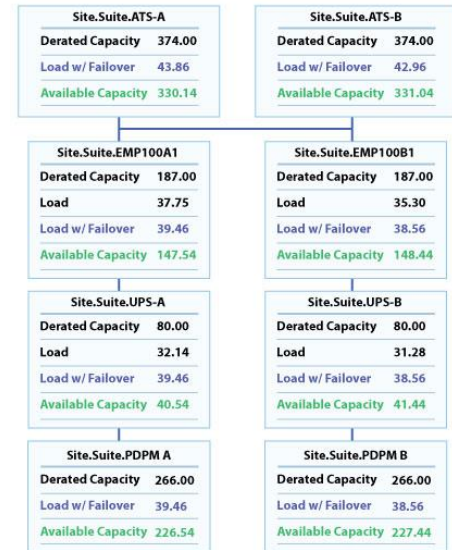 Site.Suite.ATS-A
Derated Capacity 374.00
Load w/ Failover 43.86
Available Capacity 330.14
Site.Suite.ATS-B
Derated Capacity 374.00
Load w/ Failover 42.96
Available Capacity 331.04
Site.Suite.EMP100A1
Derated Capacity 187.00
Load 37.75
Load w/ Failover 39.46
Available Capacity 147.54
Site.Suite.EMP100B1
Derated Capacity 187.00
Load 35.30
Load w/ Failover 38.56
Available Capacity 148.44
Site.Suite.UPS-A
Derated Capacity 80.00
Load 32.14
Load w/ Failover 39.46
Available Capacity 40.54
Site.Suite.UPS-B
Derated Capacity 80.00
Load 31.28
Load w/ Failover 38.56
Available Capacity 41.44
Site.Suite.PDPM A
Derated Capacity 266.00
Load w/ Failover 39.46
Available Capacity 226.54
Site.Suite.PDPM B
Derated Capacity 266.00
Load w/ Failover 38.56
Available Capacity 227.44